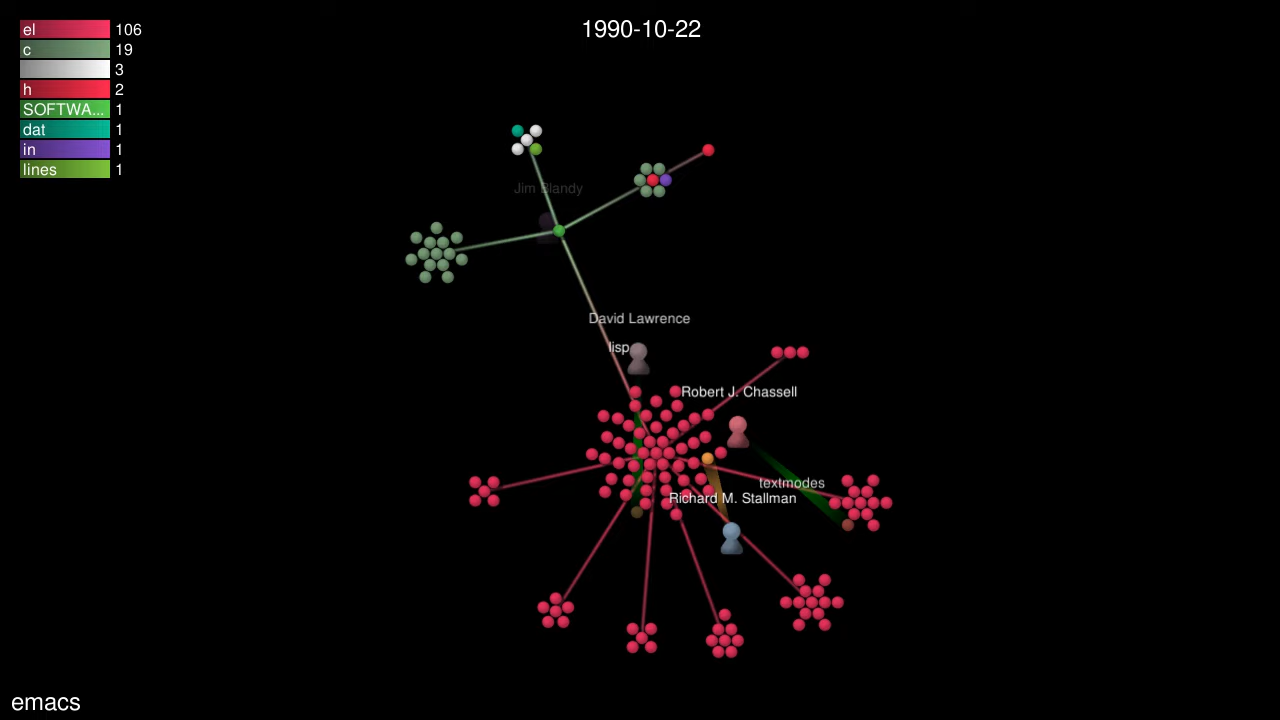 1990-10-22
el 106
c 19
3
h 2
SOFTWA... 1
dat 1
in 1
lines 1
Jim Blandy
David Lawrence
lisp
Robert J. Chassell
textmodes
Richard M. Stallman
emacs